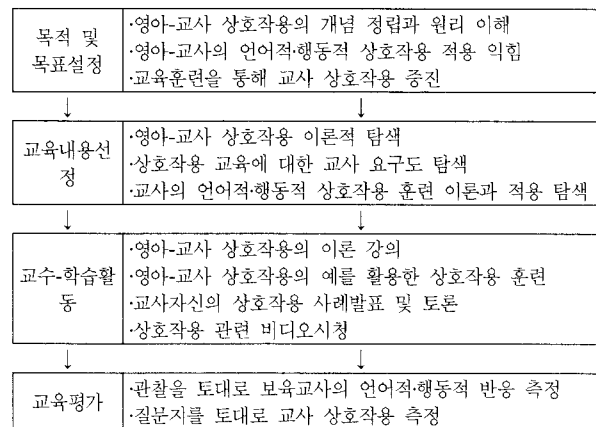 목적 및
목표설정
·영아-교사 상호작용의 개념 정립과 원리 이해
·영아-교사의 언어적·행동적 상호작용 적용 익힘
·교육훈련을 통해 교사 상호작용 증진
↓ ↓
교육내용선
정
·영아-교사 상호작용 이론적 탐색
·상호작용 교육에 대한 교사 요구도 탐색
·교사의 언어적·행동적 상호작용 훈련 이론과 적용 탐색
↓ ↓
교수-학습활
동
·영아-교사 상호작용의 이론 강의
·영아-교사 상호작용의 예를 활용한 상호작용 훈련
·교사자신의 상호작용 사례발표 및 토론
·상호작용 관련 비디오시청
↓ ↓
교육평가
·관찰을 토대로 보육교사의 언어적·행동적 반응 측정
·질문지를 토대로 교사 상호작용 측정